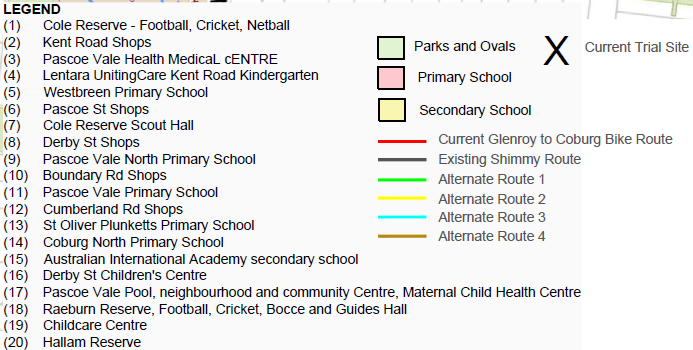 LEGEND
(1) Cole Reserve - Football, Cricket, Netball
(2) Kent Road Shops
(3) Pascoe Vale Health MedicaL cENTRE
(4) Lentara UnitingCare Kent Road Kindergarten
(5) Westbreen Primary School
(6) Pascoe St Shops
(7) Cole Reserve Scout Hall
(8) Derby St Shops
(9) Pascoe Vale North Primary School
(10) Boundary Rd Shops
(11) Pascoe Vale Primary School
(12) Cumberland Rd Shops
(13) St Oliver Plunketts Primary School
(14) Coburg North Primary School
(15) Australian International Academy secondary school
(16) Derby St Children's Centre
(17) Pascoe Vale Pool, neighbourhood and community Centre, Maternal Child Health Centre
(18) Raeburn Reserve, Football, Cricket, Bocce and Guides Hall
(19) Childcare Centre
(20) Hallam Reserve
Parks and Ovals
Primary School
Secondary School
X Current Trial Site
Current Glenroy to Coburg Bike Route
Existing Shimmy Route
Alternate Route 1
Alternate Route 2
Alternate Route 3
Alternate Route 4